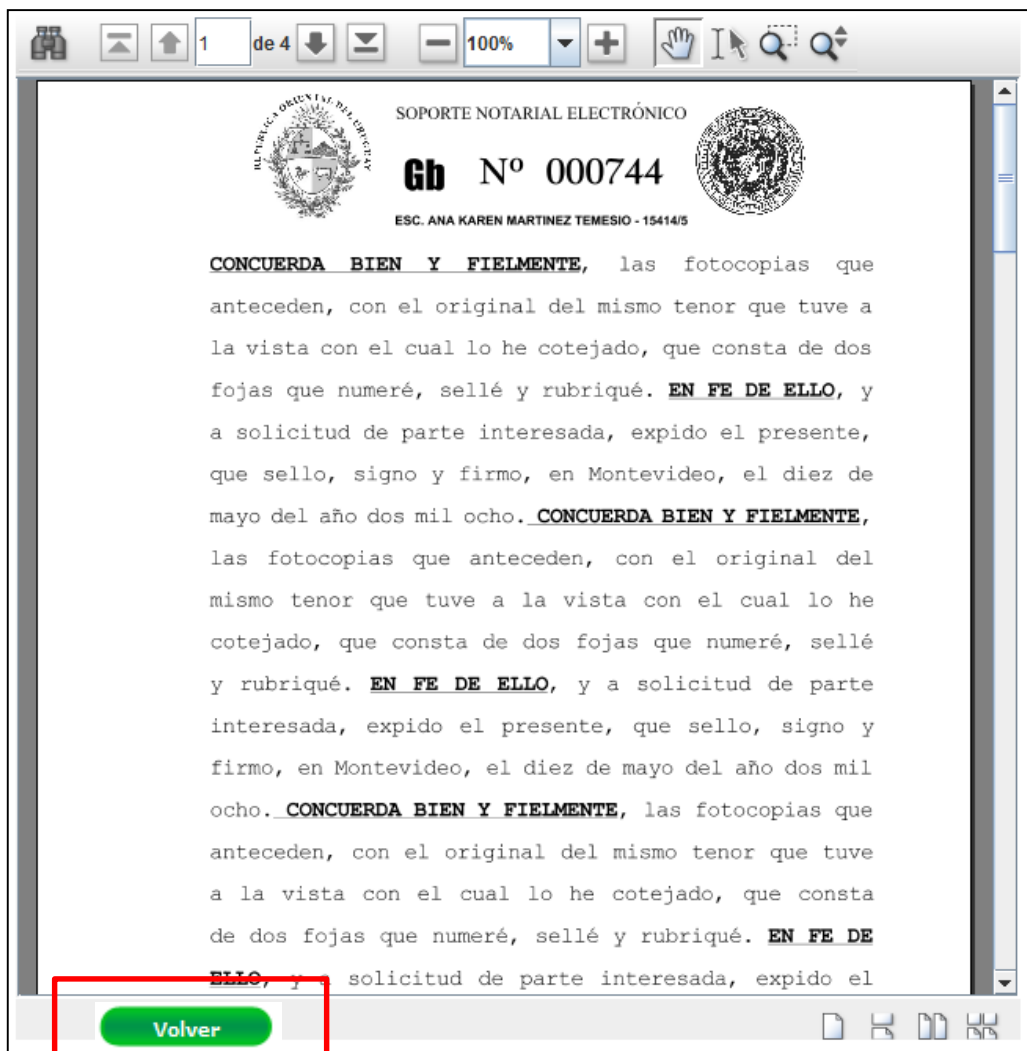 1 de 4 100%
REPUBLICA ORIENTAL DEL URUGUAY
SOPORTE NOTARIAL ELECTRÓNICO
Gb Nº 000744
ESC. ANA KAREN MARTINEZ TEMESIO - 15414/5
CONCUERDA BIEN Y FIELMENTE, las fotocopias que
anteceden, con el original del mismo tenor que tuve a
la vista con el cual lo he cotejado, que consta de dos
fojas que numeré, sellé y rubriqué. EN FE DE ELLO, y
a solicitud de parte interesada, expido el presente,
que sello, signo y firmo, en Montevideo, el diez de
mayo del año dos mil ocho. CONCUERDA BIEN Y FIELMENTE,
las fotocopias que anteceden, con el original del
mismo tenor que tuve a la vista con el cual lo he
cotejado, que consta de dos fojas que numeré, sellé
y rubriqué. EN FE DE ELLO, y a solicitud de parte
interesada, expido el presente, que sello, signo y
firmo, en Montevideo, el diez de mayo del año dos mil
ocho. CONCUERDA BIEN Y FIELMENTE, las fotocopias que
anteceden, con el original del mismo tenor que tuve
a la vista con el cual lo he cotejado, que consta
de dos fojas que numeré, sellé y rubriqué. EN FE DE
ELLO, y a solicitud de parte interesada, expido el
Volver